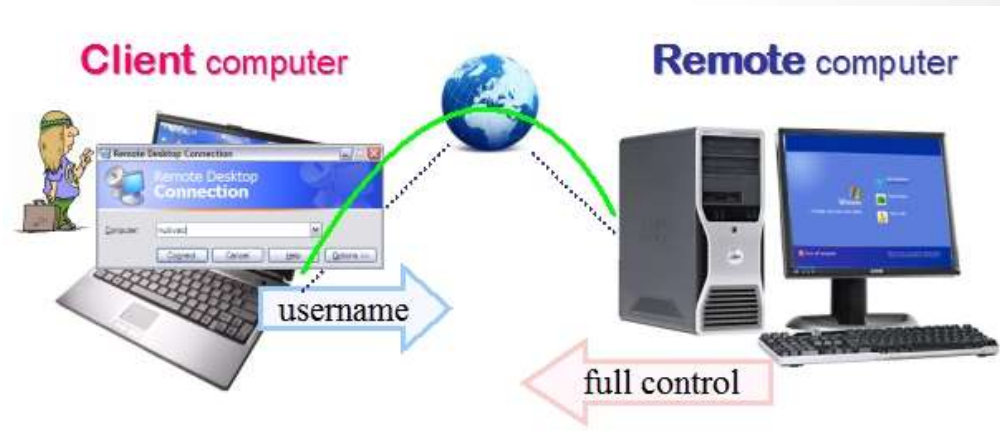 Client computer
Remote computer
Remote Desktop Connection
Remote Desktop
Connection
Computer:
Connect Cancel Help Options >>
username
full control